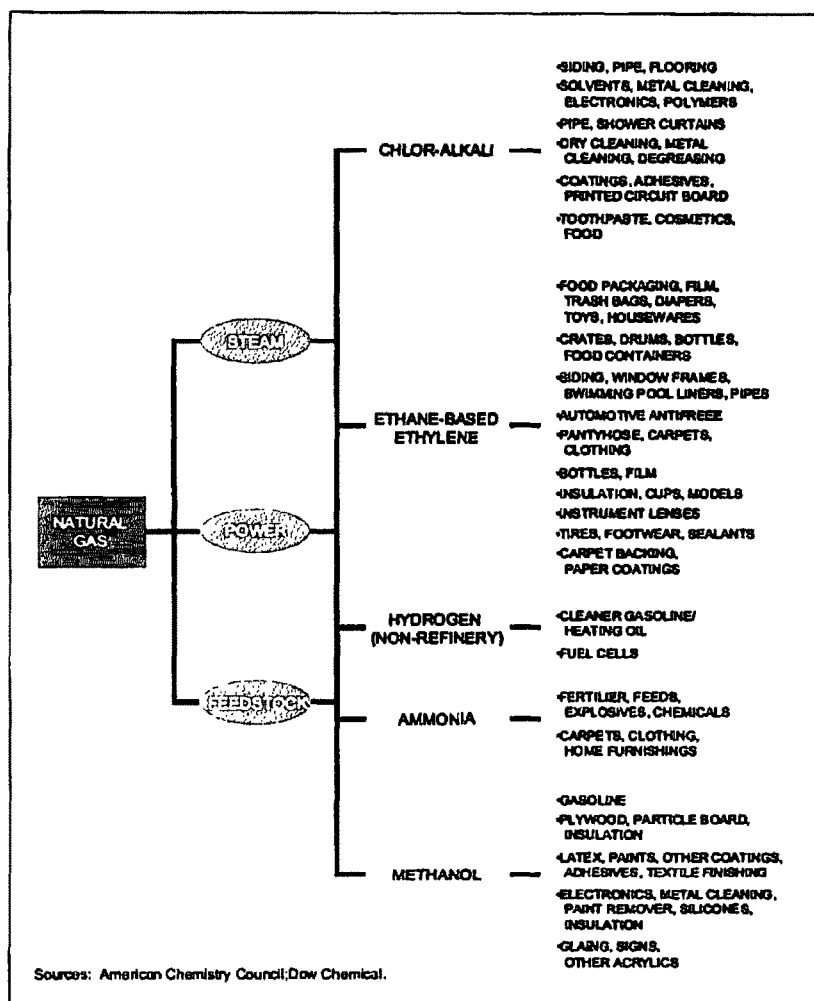 •SIDING, PIPE, FLOORING
•SOLVENTS, METAL CLEANING,
ELECTRONICS, POLYMERS
•PIPE, SHOWER CURTAINS
CHLOR-ALKALI
•DRY CLEANING, METAL
CLEANING, DEGREASING
•COATINGS, ADHESIVES,
PRINTED CIRCUIT BOARD
•TOOTHPASTE, COSMETICS,
FOOD
•FOOD PACKAGING, FILM,
TRASH BAGS, DIAPERS,
TOYS, HOUSEWARES
STEAM
•CRATES, DRUMS, BOTTLES,
FOOD CONTAINERS
•SIDING, WINDOW FRAMES,
SWIMMING POOL LINERS, PIPES
ETHANE-BASED
ETHYLENE
•AUTOMOTIVE ANTIFREEE
•PANTYHOSE, CARPETS,
CLOTHING
•BOTTLES, FILM
•INSULATION, CUPS, MODELS
•INSTRUMENT LENSES
NATURAL
GAS
POWER
•TIRES, FOOTWEAR, SEALANTS
•CARPET BACKING,
PAPER COATINGS
HYDROGEN
(NON-REFINERY)
•CLEANER GASOLINE/
HEATING OIL
•FUEL CELLS
FEEDSTOCK
AMMONIA
•FERTILIER, FEEDS,
EXPLOSIVES, CHEMICALS
•CARPETS, CLOTHING,
HOME FURNISHINGS
•GASOLINE
•PLYWOOD, PARTICLE BOARD,
INSULATION
METHANOL
•LATEX, PAINTS, OTHER COATINGS,
ADHESIVES, TEXTILE FINISHING
•ELECTRONICS, METAL CLEANING,
PAINT REMOVER, SILICONES,
INSULATION
•GLAING, SIGNS,
OTHER ACRYLICS
Sources: American Chemistry Council;Dow Chemical.